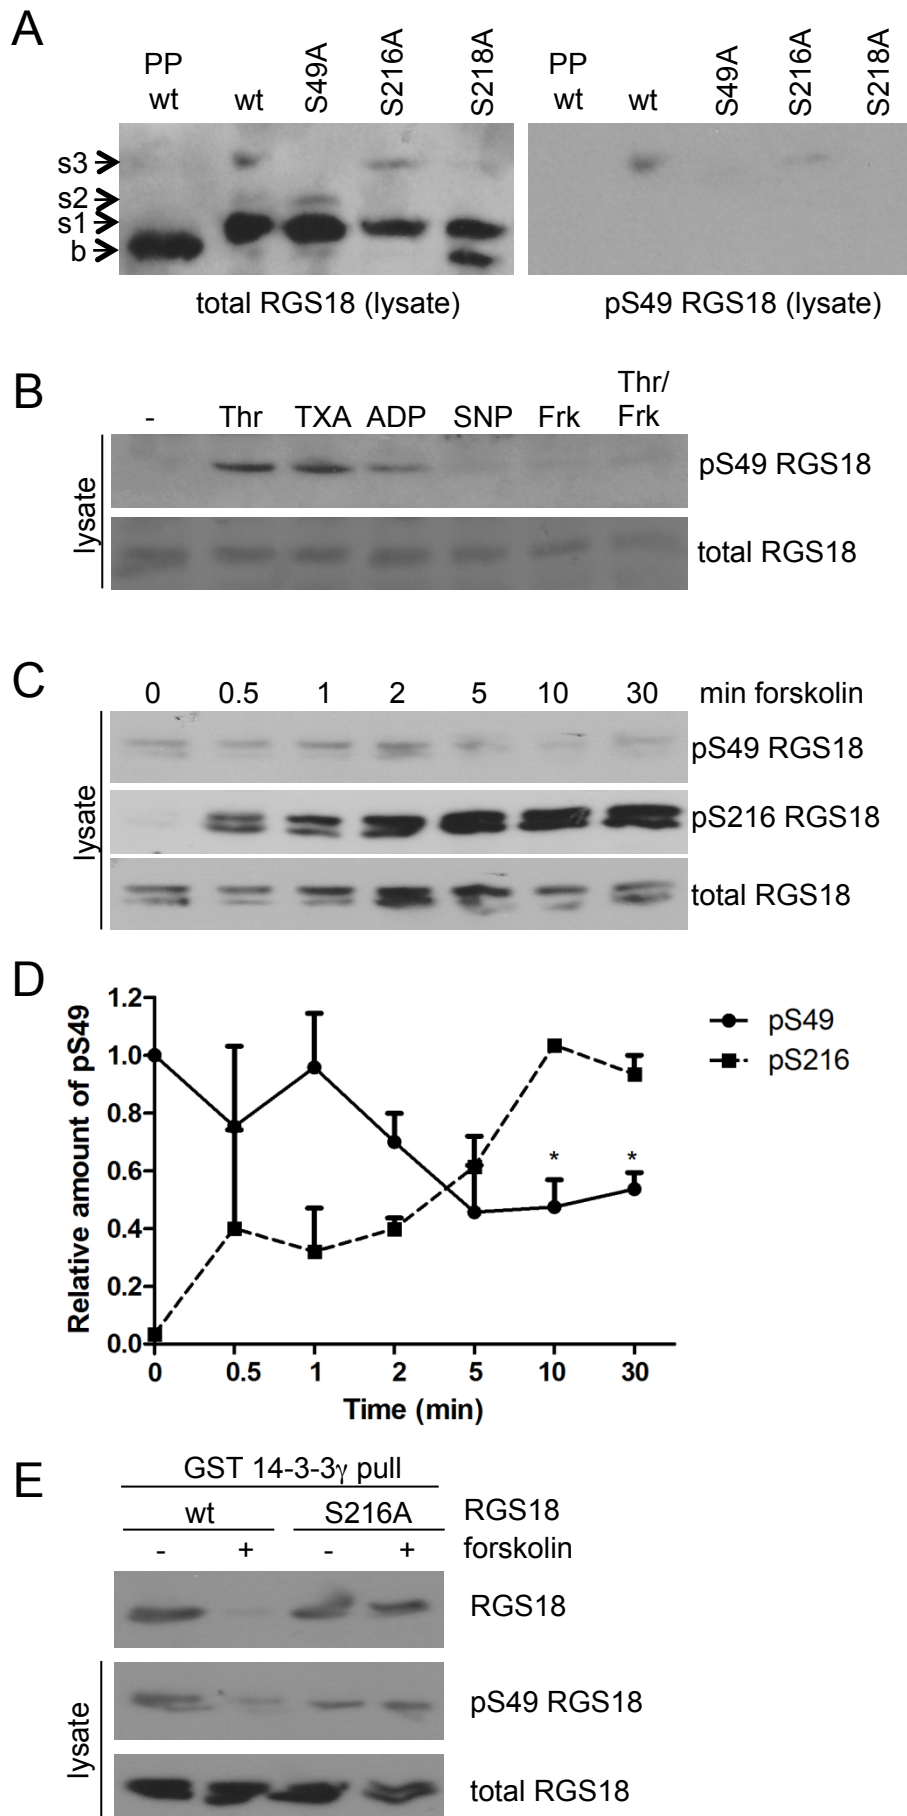 A
PP wt wt S49A S216A S218A PP wt wt S49A S216A S218A
s3
s2
s1
b
total RGS18 (lysate) pS49 RGS18 (lysate)
B
- Thr TXA ADP SNP Frk Thr/ Frk
lysate
pS49 RGS18
total RGS18
C
0 0.5 1 2 5 10 30 min forskolin
lysate
pS49 RGS18
pS216 RGS18
total RGS18
D
Relative amount of pS49
1.2
1.0
0.8
0.6
0.4
0.2
0.0
* *
0 0.5 1 2 5 10 30
Time (min)
pS49
pS216
E
GST 14-3-3γ pull
wt S216A RGS18
- + - + forskolin
RGS18
lysate
pS49 RGS18
total RGS18